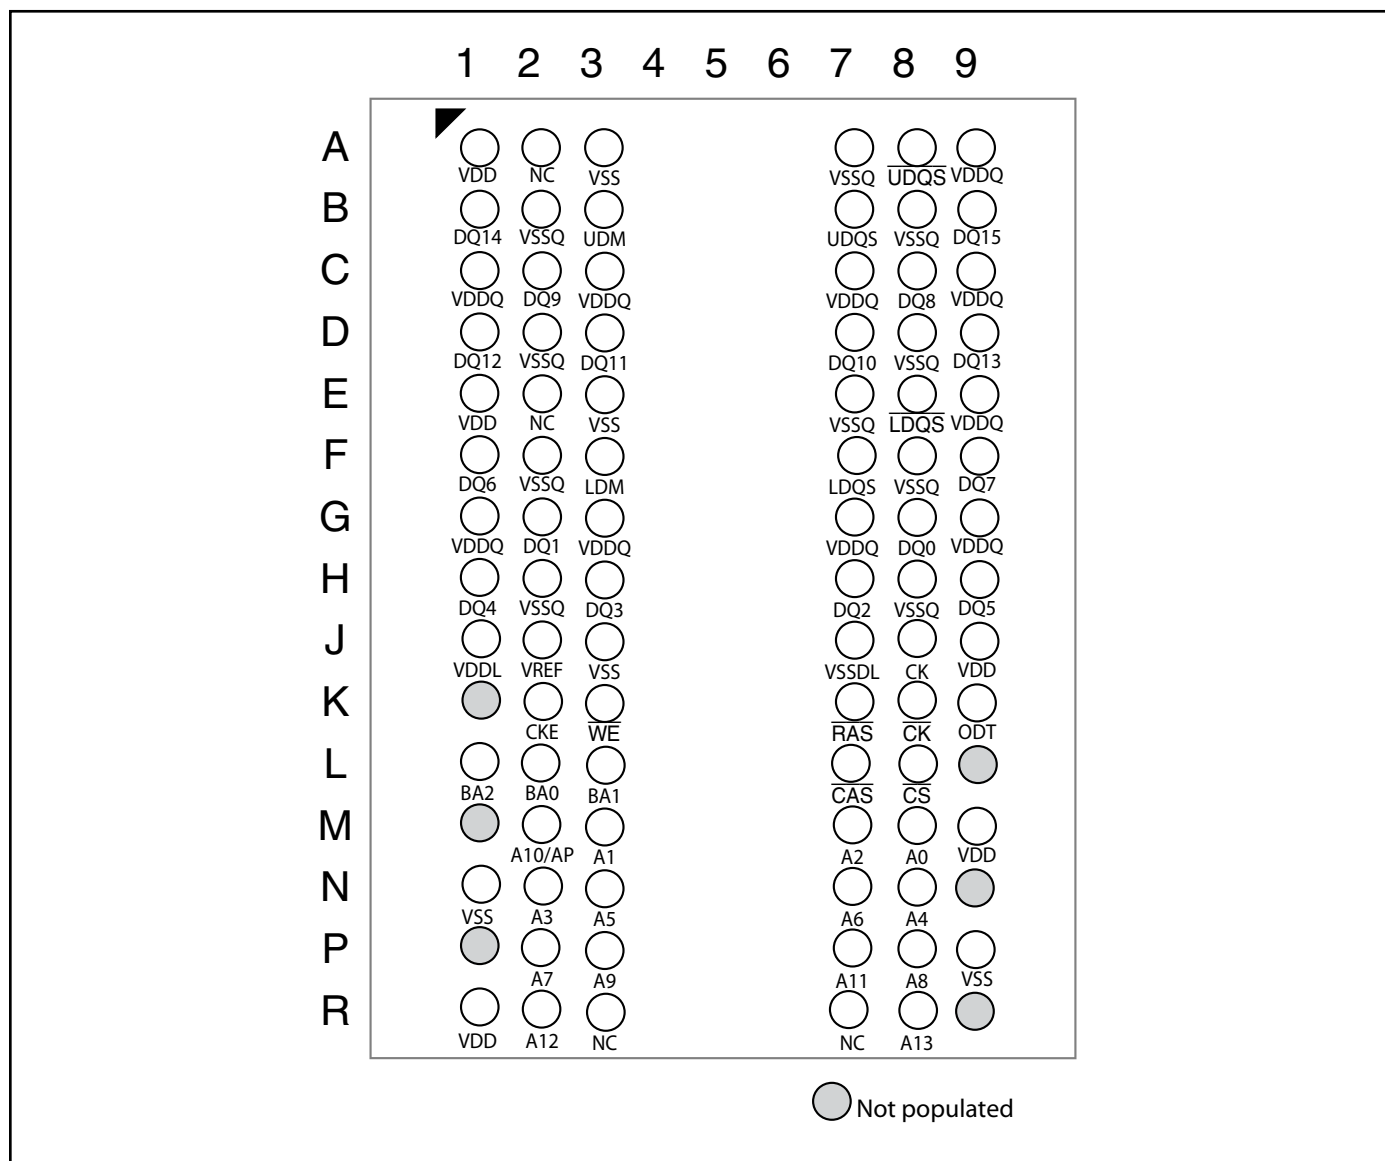 1 2 3 4 5 6 7 8 9
A
VDD NC VSS VSSQ UDQS VDDQ
B
DQ14 VSSQ UDM UDQS VSSQ DQ15
C
VDDQ DQ9 VDDQ VDDQ DQ8 VDDQ
D
DQ12 VSSQ DQ11 DQ10 VSSQ DQ13
E
VDD NC VSS VSSQ LDQS VDDQ
F
DQ6 VSSQ LDM LDQS VSSQ DQ7
G
VDDQ DQ1 VDDQ VDDQ DQ0 VDDQ
H
DQ4 VSSQ DQ3 DQ2 VSSQ DQ5
J
VDDL VREF VSS VSSDL CK VDD
K
CKE WE RAS CK ODT
L
BA2 BA0 BA1 CAS CS
M
A10/AP A1 A2 A0 VDD
N
VSS A3 A5 A6 A4
P
A7 A9 A11 A8 VSS
R
VDD A12 NC NC A13
Not populated